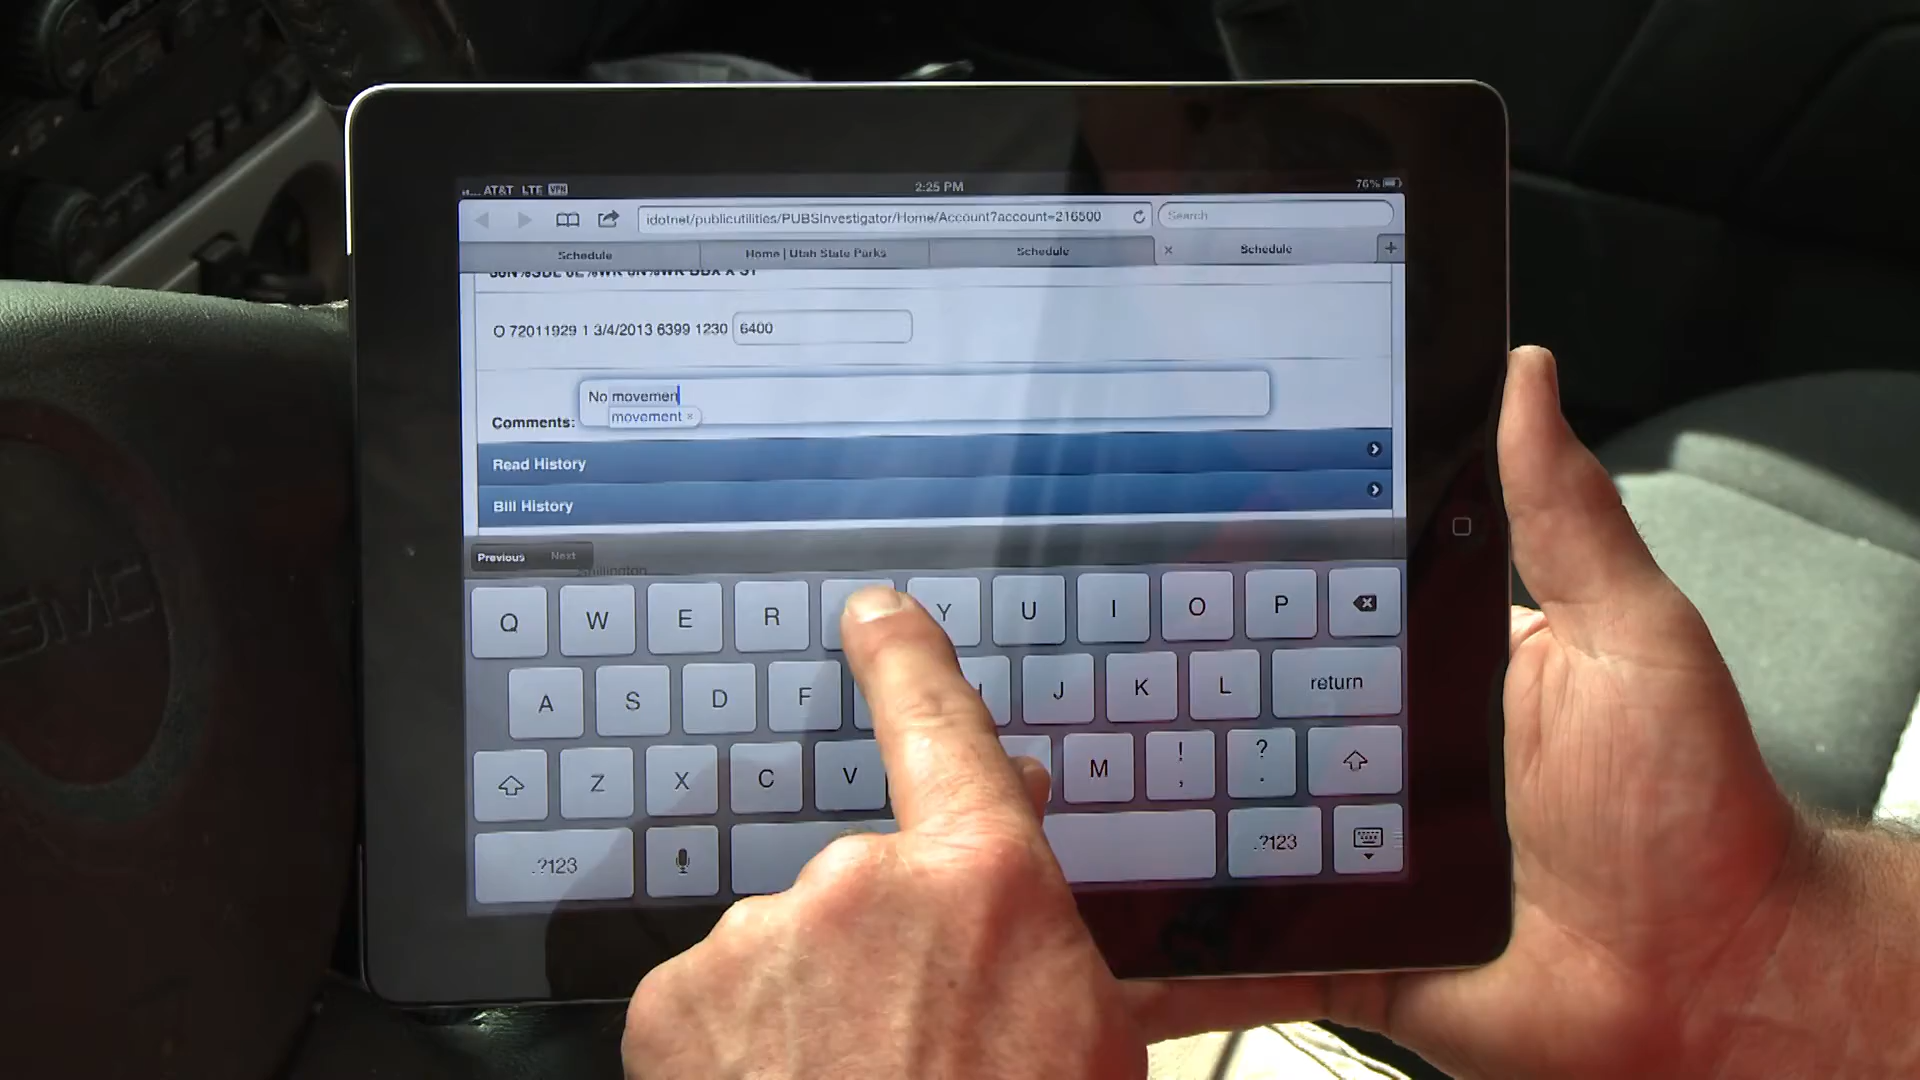 AT&T LTE VPN 2:25 PM 76%
idotnet/publicutilities/PUBSInvestigator/Home/Account?account=216500 Search
Schedule Home | Utah State Parks Schedule × Schedule +
O 72011929 1 3/4/2013 6399 1230 6400
No movemen
movement ×
Comments:
Read History
Bill History
Previous Next
Shillington
Q W E R Y U I O P
A S D F J K L return
Z X C V M ! , ? .
.?123 .?123
GMC